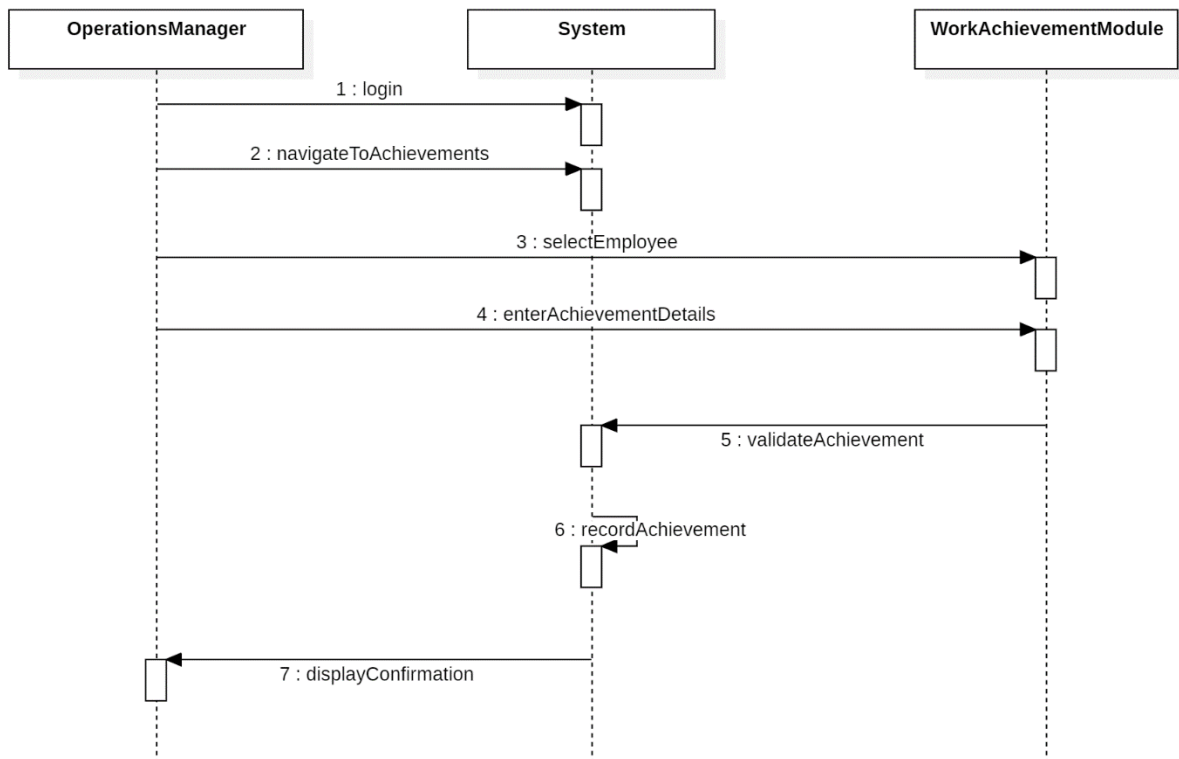 OperationsManager
System
WorkAchievementModule
1 : login
2 : navigateToAchievements
3 : selectEmployee
4 : enterAchievementDetails
5 : validateAchievement
6 : recordAchievement
7 : displayConfirmation